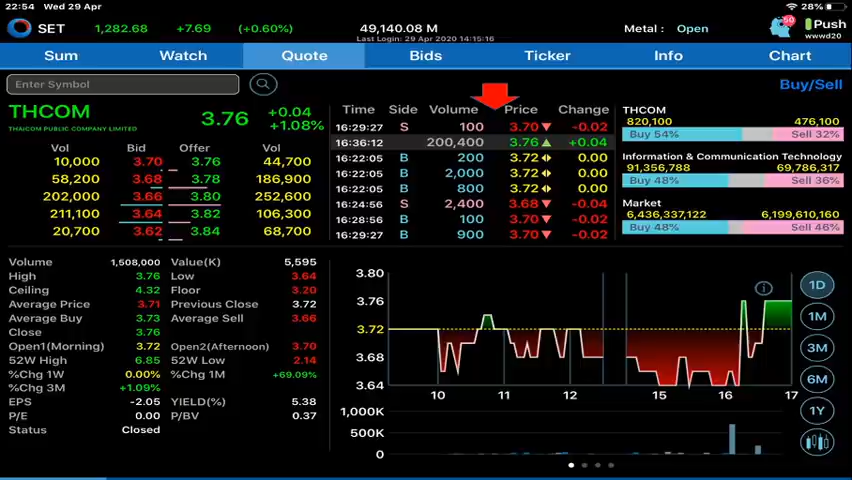 22:54 Wed 29 Apr 28%
SET 1,282.68 +7.69 (+0.60%) 49,140.08 M Metal : Open 50 Push
Last Login: 29 Apr 2020 14:15:16 wwwd20
Sum Watch Quote Bids Ticker Info Chart
Enter Symbol Buy/Sell
THCOM 3.76 +0.04
THAICOM PUBLIC COMPANY LIMITED +1.08%
Vol Bid Offer Vol
10,000 3.70 3.76 44,700
58,200 3.68 3.78 186,900
202,000 3.66 3.80 252,600
211,100 3.64 3.82 106,300
20,700 3.62 3.84 68,700
Time Side Volume Price Change
16:29:27 S 100 3.70 -0.02
16:36:12 200,400 3.76 +0.04
16:22:05 B 200 3.72 0.00
16:22:05 B 2,000 3.72 0.00
16:22:05 B 800 3.72 0.00
16:24:56 S 2,400 3.68 -0.04
16:28:56 B 100 3.70 -0.02
16:29:27 B 900 3.70 -0.02
THCOM
820,100 476,100
Buy 54% Sell 32%
Information & Communication Technology
91,356,788 69,786,317
Buy 48% Sell 36%
Market
6,436,337,122 6,199,610,160
Buy 48% Sell 46%
Volume 1,508,000 Value(K) 5,595
High 3.76 Low 3.64
Ceiling 4.32 Floor 3.20
Average Price 3.71 Previous Close 3.72
Average Buy 3.73 Average Sell 3.66
Close 3.76
Open1(Morning) 3.72 Open2(Afternoon) 3.70
52W High 6.85 52W Low 2.14
%Chg 1W 0.00% %Chg 1M +69.09%
%Chg 3M +1.09%
EPS -2.05 YIELD(%) 5.38
P/E 0.00 P/BV 0.37
Status Closed
3.80
3.76
3.72
3.68
3.64
10 11 12 15 16 17
1,000K
500K
0
1D
1M
3M
6M
1Y